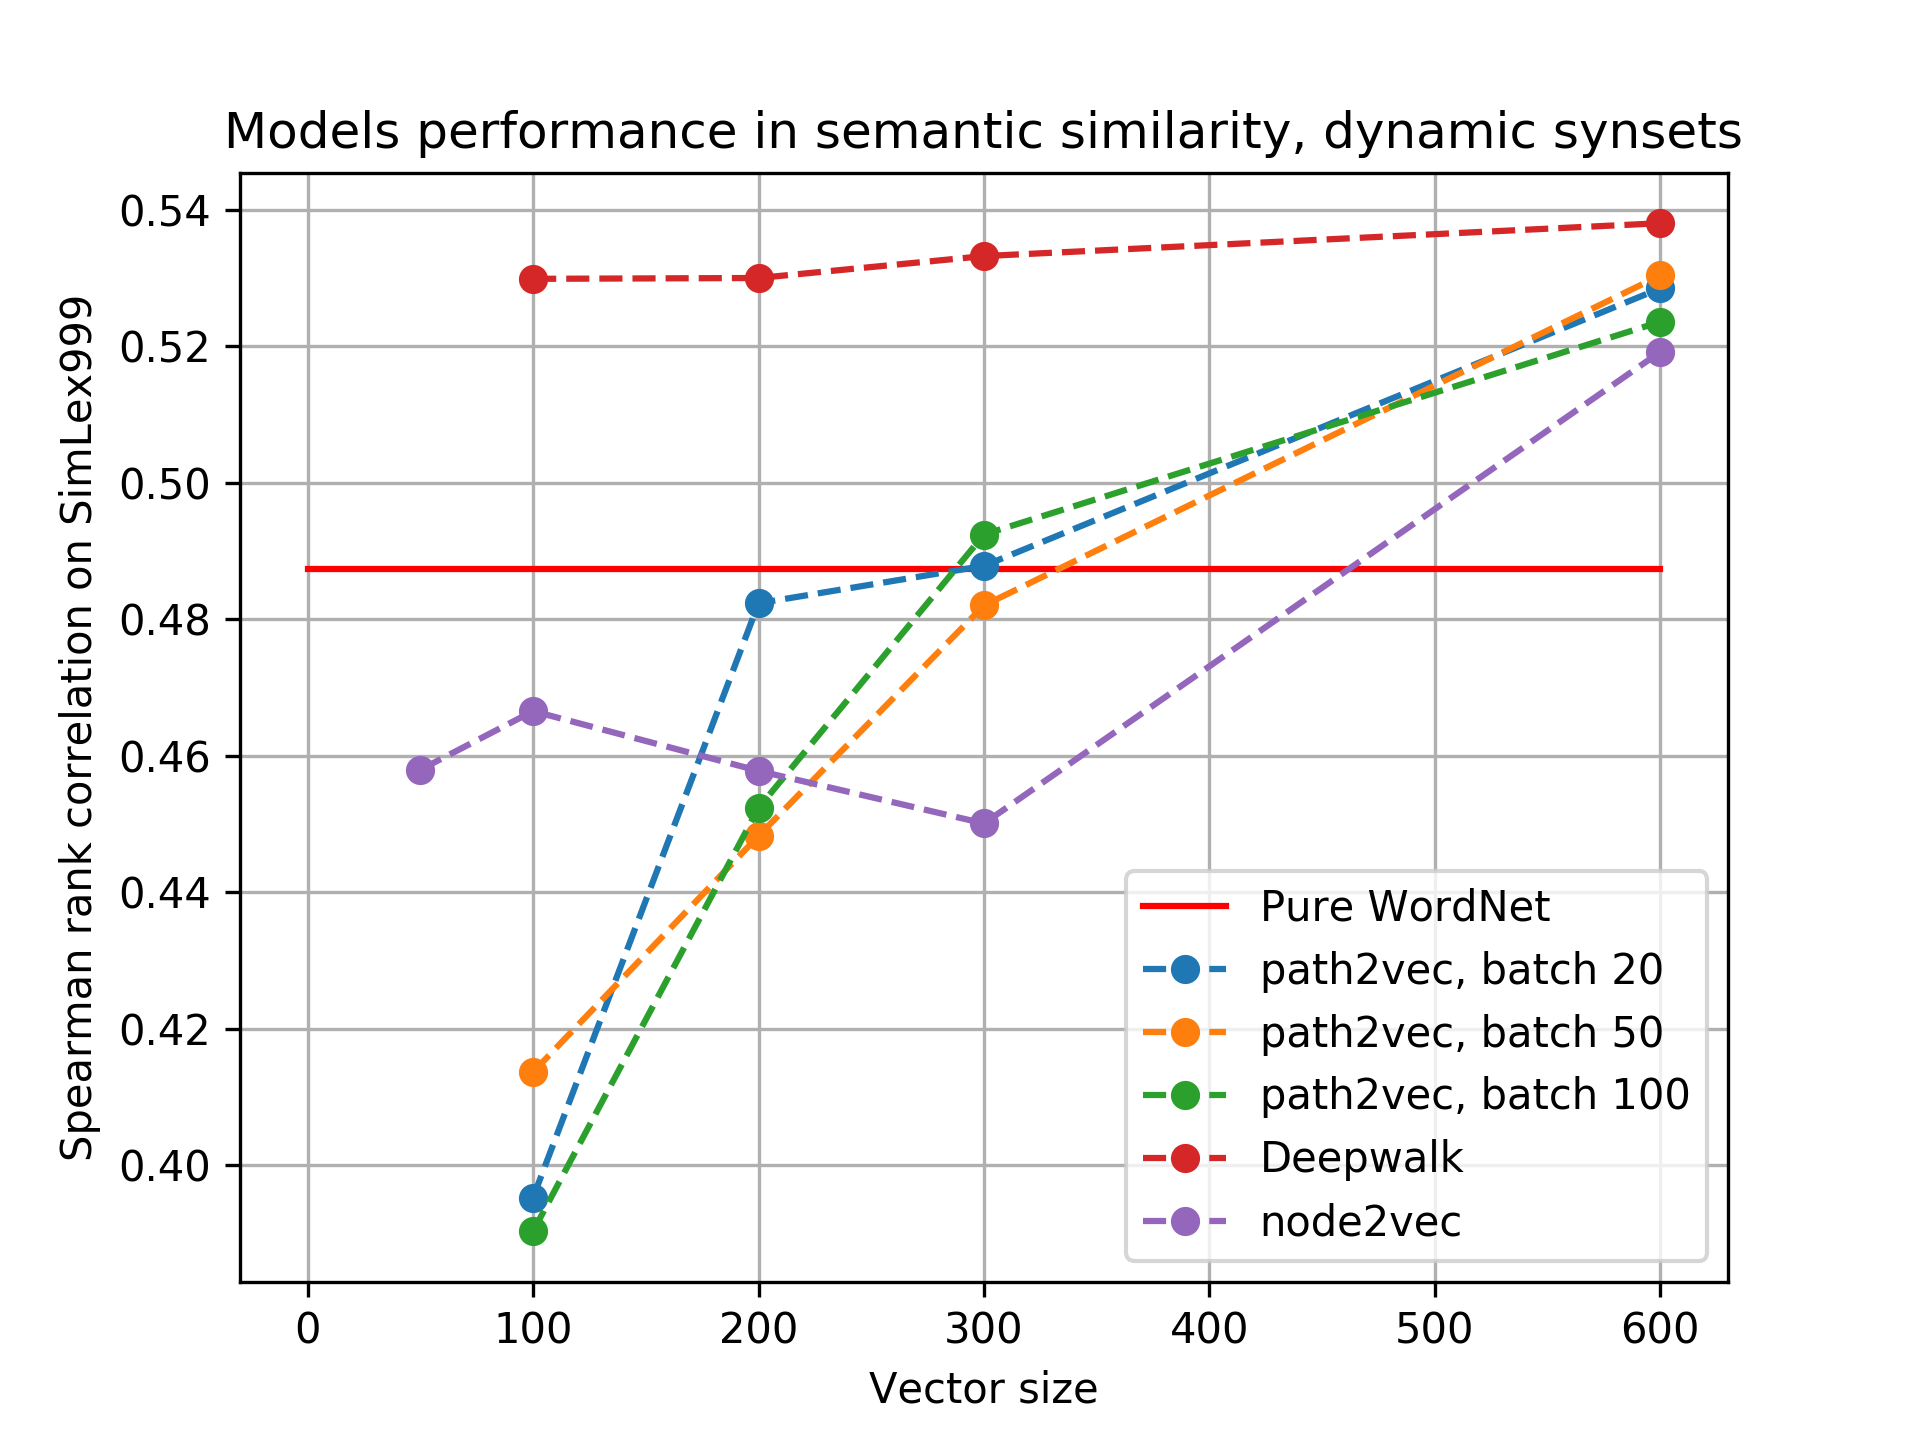 Models performance in semantic similarity, dynamic synsets
Spearman rank correlation on SimLex999
0.54
0.52
0.50
0.48
0.46
0.44
0.42
0.40
Pure WordNet
path2vec, batch 20
path2vec, batch 50
path2vec, batch 100
Deepwalk
node2vec
0 100 200 300 400 500 600
Vector size